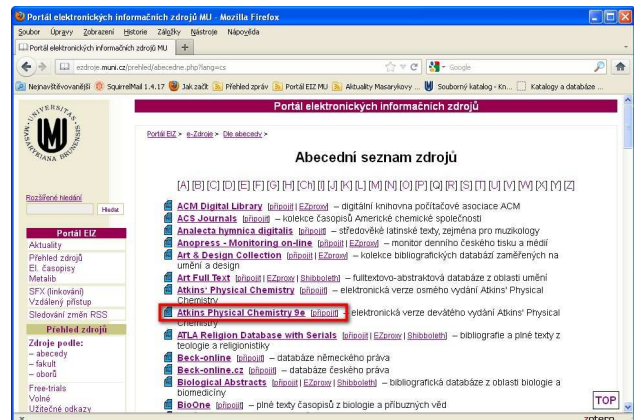 Portál elektronických informačních zdrojů MU - Mozilla Firefox
Soubor Úpravy Zobrazení Historie Záložky Nástroje Nápověda
Portál elektronických informačních zdrojů MU +
ezdroje.muni.cz/prehled/abecedne.php?lang=cs
Google
Nejnavštěvovanější SquirrelMail 1.4.17 Jak začít Přehled zpráv Portál EIZ MU Aktuality Masarykovy ... Souborný katalog - Kn... Katalogy a databáze ...
UNIVERSITAS MASARYKIANA BRUNENSIS
Portál elektronických informačních zdrojů
Portál EIZ > e-Zdroje > Dle abecedy >
Abecední seznam zdrojů
[A] [B] [C] [D] [E] [F] [G] [H] [Ch] [I] [J] [K] [L] [M] [N] [O] [P] [Q] [R] [S] [T] [U] [V] [W] [X] [Y] [Z]
Rozšířené hledání
Hledat
Portál EIZ
Aktuality
Přehled zdrojů
El. časopisy
Metalib
SFX (linkování)
Vzdálený přístup
Sledování změn RSS
Přehled zdrojů
Zdroje podle:
– abecedy
– fakult
– oborů
Free-trials
Volné
Užitečné odkazy
ACM Digital Library [připojit | EZproxy] – digitální knihovna počítačové asociace ACM
ACS Journals [připojit] – kolekce časopisů Americké chemické společnosti
Analecta hymnica digitalis [připojit] – středověké latinské texty, zejména pro muzikology
Anopress - Monitoring on-line [připojit | EZproxy] – monitor denního českého tisku a médií
Art & Design Collection [připojit | EZproxy] – kolekce bibliografických databází zaměřených na
umění a design
Art Full Text [připojit | EZproxy | Shibboleth] – fulltextovo-abstraktová databáze z oblasti umění
Atkins' Physical Chemistry [připojit] – elektronická verze osmého vydání Atkins' Physical
Chemistry
Atkins Physical Chemistry 9e [připojit] – elektronická verze devátého vydání Atkins' Physical
Chemistry
ATLA Religion Database with Serials [připojit | EZproxy | Shibboleth] – bibliografie a plné texty z
teologie a religionistiky
Beck-online [připojit] – databáze německého práva
Beck-online.cz [připojit] – databáze českého práva
Biological Abstracts [připojit | EZproxy | Shibboleth] – bibliografická databáze z oblasti biologie a
biomedicíny
BioOne [připojit] – plné texty časopisů z biologie a příbuzných věd
TOP
x
zotero